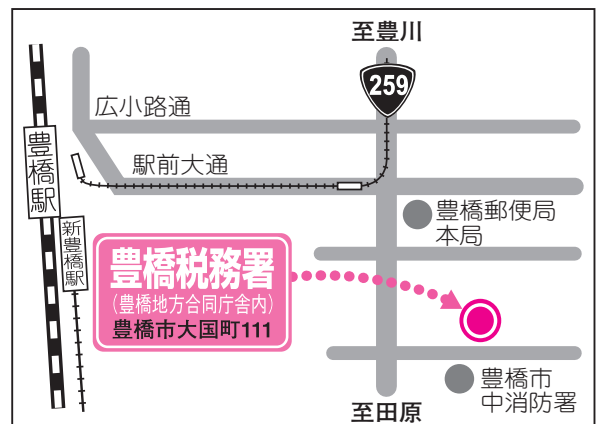 至豊川
259
広小路通
駅前大通
豊橋駅
新豊橋駅
豊橋郵便局
本局
豊橋税務署
(豊橋地方合同庁舎内)
豊橋市大国町111
豊橋市
中消防署
至田原